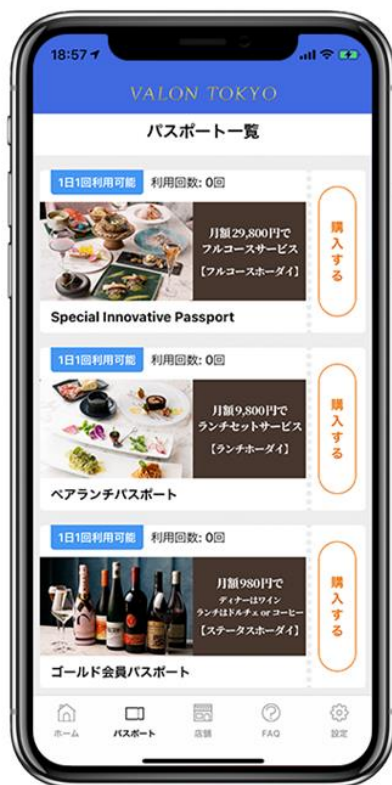 18:57
VALON TOKYO
パスポート一覧
1日1回利用可能 利用回数: 0回
月額29,800円で
フルコースサービス
【フルコースホーダイ】
購入する
Special Innovative Passport
1日1回利用可能 利用回数: 0回
月額9,800円で
ランチセットサービス
【ランチホーダイ】
購入する
ペアランチパスポート
1日1回利用可能 利用回数: 0回
月額980円で
ディナーはワイン
ランチはドルチェ or コーヒー
【ステータスホーダイ】
購入する
ゴールド会員パスポート
ホーム パスポート 店舗 FAQ 設定